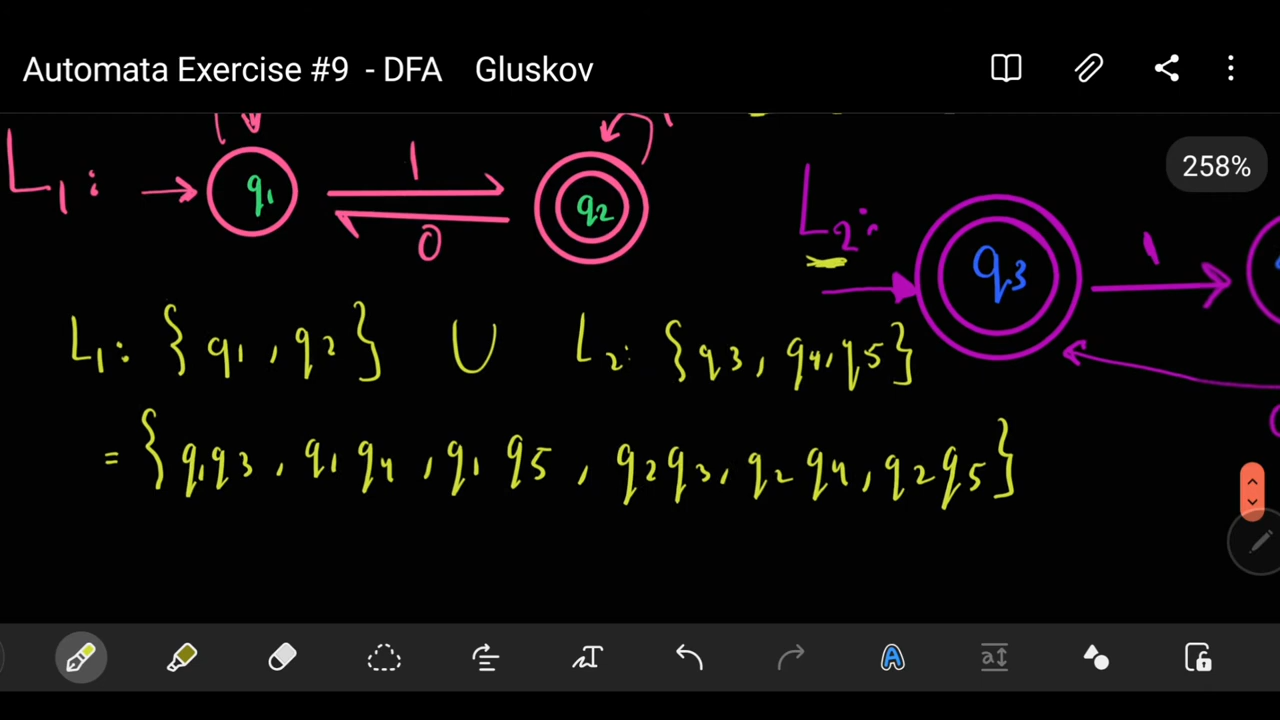 Automata Exercise #9 - DFA Gluskov
258%
L1: q1 1 0 q2
L2: q3 1
L1: {q1, q2} U L2: {q3, q4, q5}
= {q1q3, q1q4, q1q5, q2q3, q2q4, q2q5}